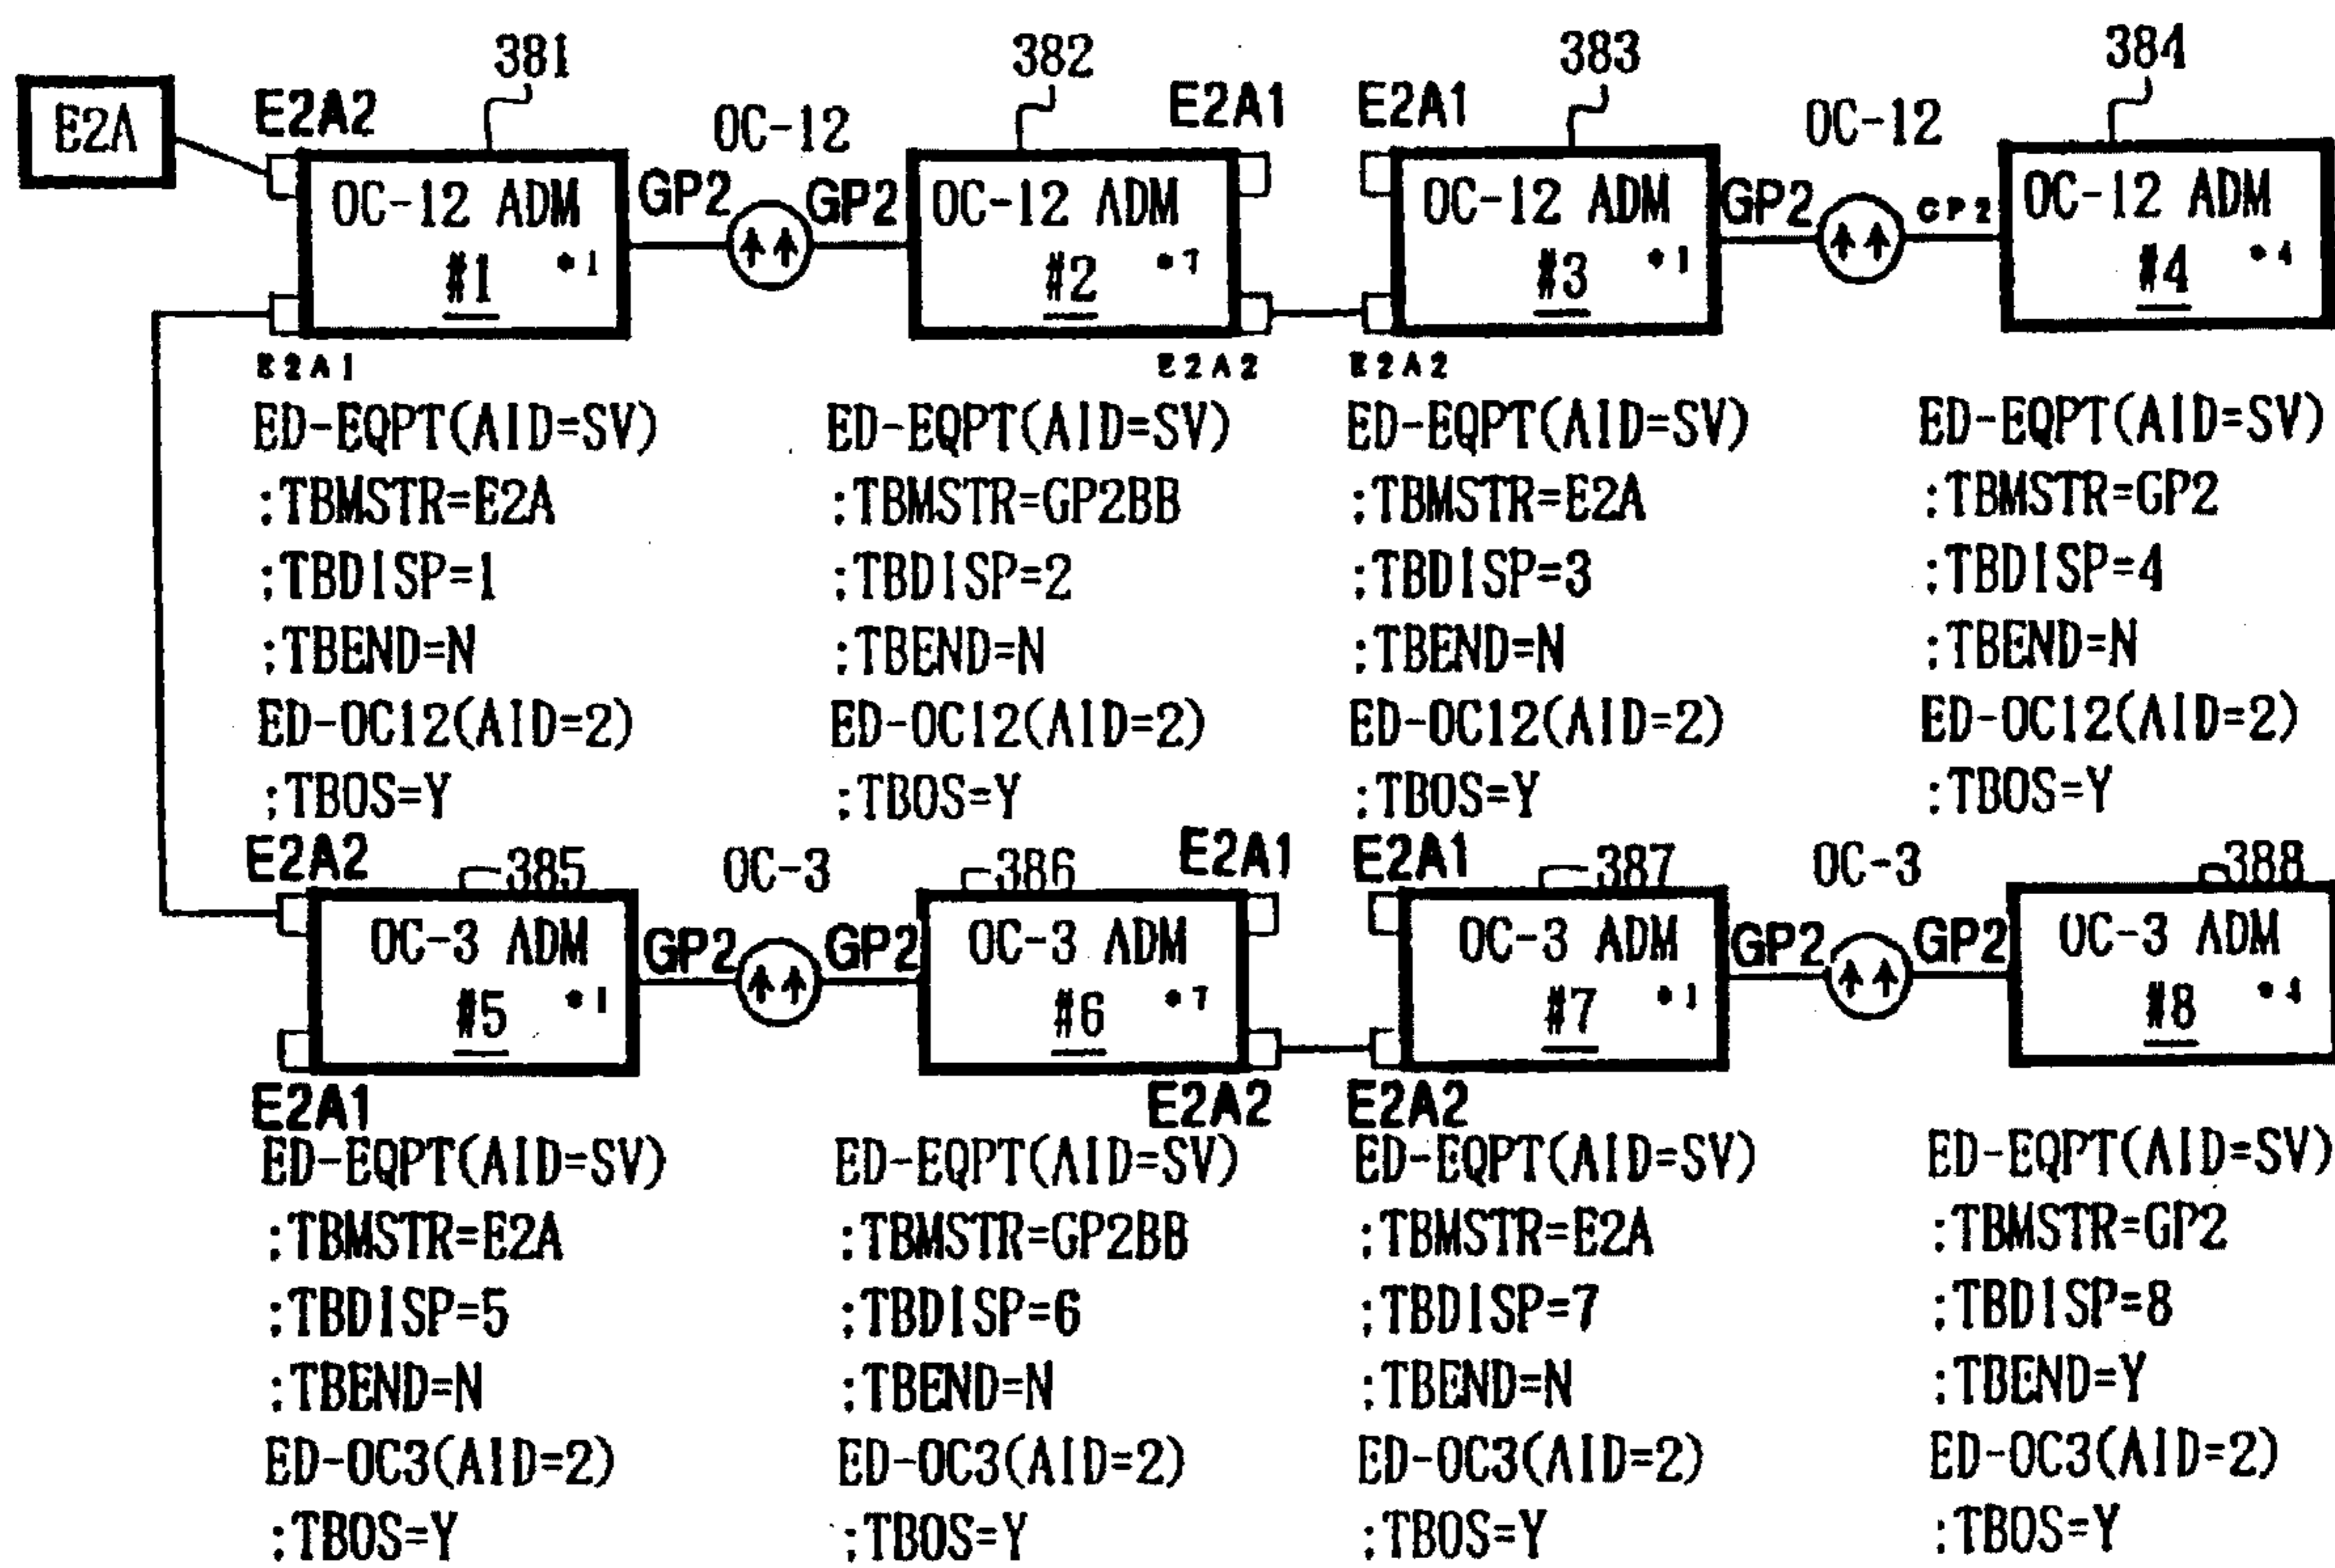 381 382 383 384
E2A E2A2 OC-12 E2A1 E2A1 OC-12
OC-12 ADM GP2 GP2 OC-12 ADM OC-12 ADM GP2 GP2 OC-12 ADM
#1 *1 #2 *7 #3 *1 #4 *4
E2A1 E2A2 E2A2
ED-EQPT(AID=SV) ED-EQPT(AID=SV) ED-EQPT(AID=SV) ED-EQPT(AID=SV)
:TBMSTR=E2A :TBMSTR=GP2BB :TBMSTR=E2A :TBMSTR=GP2
:TBDISP=1 :TBDISP=2 :TBDISP=3 :TBDISP=4
:TBEND=N :TBEND=N :TBEND=N :TBEND=N
ED-OC12(AID=2) ED-OC12(AID=2) ED-OC12(AID=2) ED-OC12(AID=2)
:TBOS=Y :TBOS=Y :TBOS=Y :TBOS=Y
E2A2 385 OC-3 386 E2A1 E2A1 387 OC-3 388
OC-3 ADM GP2 GP2 OC-3 ADM OC-3 ADM GP2 GP2 OC-3 ADM
#5 *1 #6 *7 #7 *1 #8 *4
E2A1 E2A2 E2A2
ED-EQPT(AID=SV) ED-EQPT(AID=SV) ED-EQPT(AID=SV) ED-EQPT(AID=SV)
:TBMSTR=E2A :TBMSTR=GP2BB :TBMSTR=E2A :TBMSTR=GP2
:TBDISP=5 :TBDISP=6 :TBDISP=7 :TBDISP=8
:TBEND=N :TBEND=N :TBEND=N :TBEND=Y
ED-OC3(AID=2) ED-OC3(AID=2) ED-OC3(AID=2) ED-OC3(AID=2)
:TBOS=Y :TBOS=Y :TBOS=Y :TBOS=Y